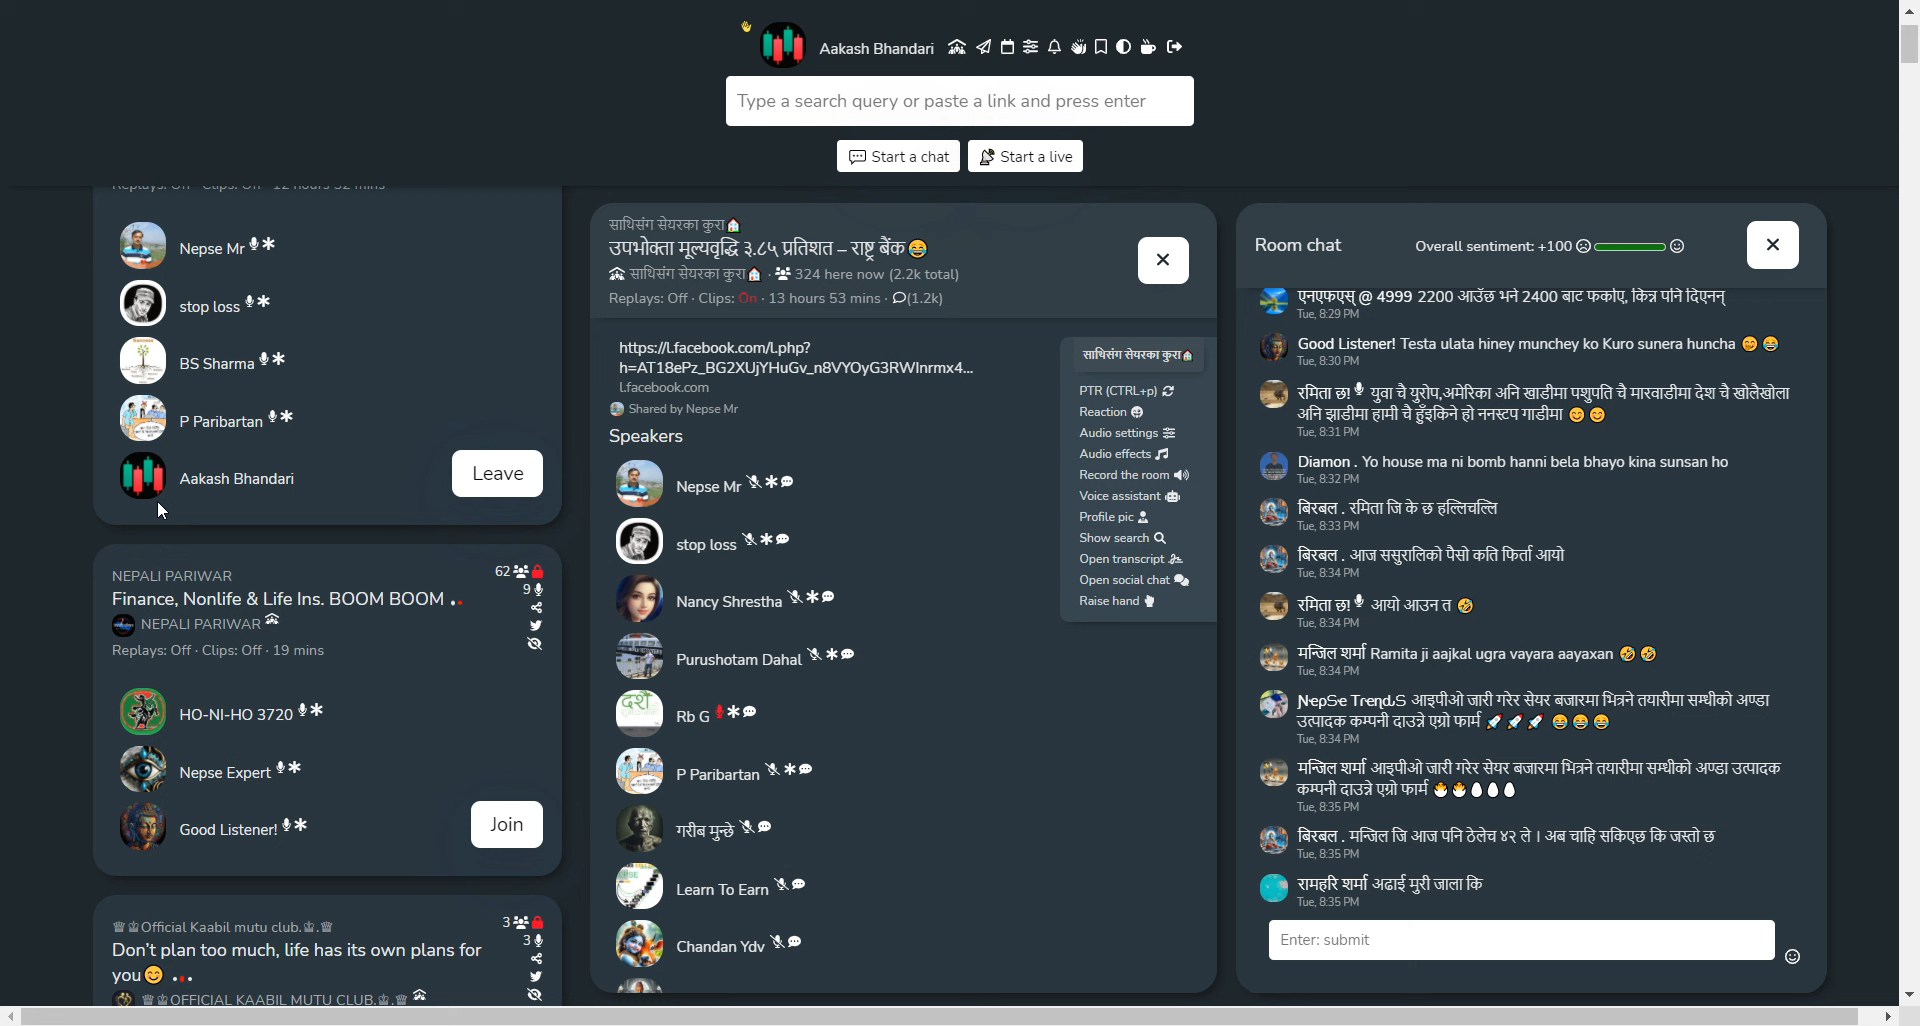 Aakash Bhandari
Type a search query or paste a link and press enter
Start a chat
Start a live
Replays: Off · Clips: Off · 12 hours 52 mins
Nepse Mr
stop loss
BS Sharma
P Paribartan
Aakash Bhandari
Leave
NEPALI PARIWAR
62
Finance, Nonlife & Life Ins. BOOM BOOM
9
NEPALI PARIWAR
Replays: Off · Clips: Off · 19 mins
HO-NI-HO 3720
Nepse Expert
Good Listener!
Join
♕♔Official Kaabil mutu club.♔.♕
3
Don't plan too much, life has its own plans for
3
you😊
♕♔OFFICIAL KAABIL MUTU CLUB.♔.♕
साथिसंग सेयरका कुरा🏠
उपभोक्ता मूल्यवृद्धि ३.८५ प्रतिशत – राष्ट्र बैंक😂
साथिसंग सेयरका कुरा🏠 · 324 here now (2.2k total)
Replays: Off · Clips: On · 13 hours 53 mins · (1.2k)
https://l.facebook.com/l.php?
h=AT18ePz_BG2XUjYHuGv_n8VYOyG3RWlnrmx4...
l.facebook.com
Shared by Nepse Mr
Speakers
Nepse Mr
stop loss
Nancy Shrestha
Purushotam Dahal
Rb G
P Paribartan
गरीब मुन्छे
Learn To Earn
Chandan Ydv
साथिसंग सेयरका कुरा🏠
PTR (CTRL+p)
Reaction
Audio settings
Audio effects
Record the room
Voice assistant
Profile pic
Show search
Open transcript
Open social chat
Raise hand
Room chat
Overall sentiment: +100
एनएफएस् @ 4999 2200 आउँछ भने 2400 बाट फर्काए, किन्न पनि दिएनन्
Tue, 8:29 PM
Good Listener! Testa ulata hiney munchey ko Kuro sunera huncha 😊 😂
Tue, 8:30 PM
रमिता छ! युवा चै युरोप,अमेरिका अनि खाडीमा पशुपति चै मारवाडीमा देश चै खोलैखोला
अनि झाडीमा हामी चै हुँइकिने हो ननस्टप गाडीमा 😊 😊
Tue, 8:31 PM
Diamon . Yo house ma ni bomb hanni bela bhayo kina sunsan ho
Tue, 8:32 PM
बिरबल . रमिता जि के छ हल्लिचल्लि
Tue, 8:33 PM
बिरबल . आज ससुरालिको पैसो कति फिर्ता आयो
Tue, 8:34 PM
रमिता छ! आयो आउन त 🤣
Tue, 8:34 PM
मन्जिल शर्मा Ramita ji aajkal ugra vayara aayaxan 🤣 🤣
Tue, 8:34 PM
आइपीओ जारी गरेर सेयर बजारमा भित्रने तयारीमा सम्धीको अण्डा
उत्पादक कम्पनी दाउन्ने एग्रो फार्म 🚀 🚀 🚀 😂 😂 😂
Tue, 8:34 PM
मन्जिल शर्मा आइपीओ जारी गरेर सेयर बजारमा भित्रने तयारीमा सम्धीको अण्डा उत्पादक
कम्पनी दाउन्ने एग्रो फार्म 🐣 🐣 🥚 🥚 🥚
Tue, 8:35 PM
बिरबल . मन्जिल जि आज पनि ठेलेच ४२ ले । अब चाहि सकिएछ कि जस्तो छ
Tue, 8:35 PM
रामहरि शर्मा अढाई मुरी जाला कि
Tue, 8:35 PM
Enter: submit